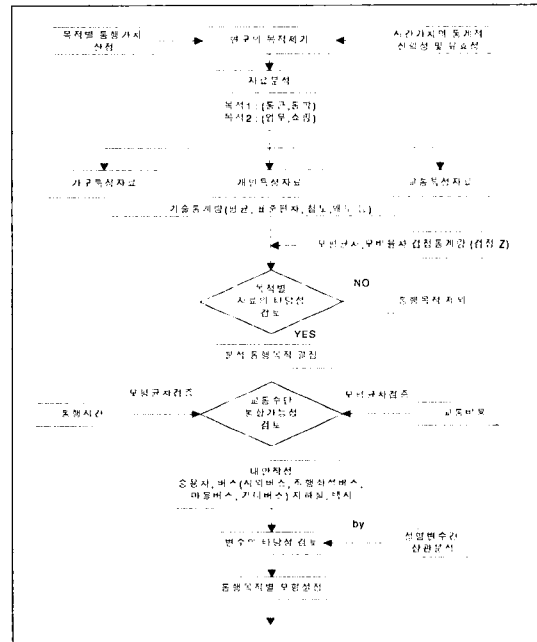 목적별 통행가치
산정
연구의 목적제기
시간가치의 통계적
신뢰성 및 유효성
자료분석
목적1 : (통근,통학)
목적2 : (업무,쇼핑)
가구특성자료
개인특성자료
교통특성자료
기술통계량(평균, 표준편차, 첨도, 왜도 등)
모평균차,모비율차 검정통계량 (검정 Z)
목적별
자료의 타당성
검토
NO
통행목적 제외
YES
분석 통행목적 결정
모평균차검증
모평균차검증
통행시간
교통수단
통합가능성
검토
교통비용
대안작성
승용차, 버스(시외버스, 직행좌석버스,
마을버스, 기타버스) 지하철, 택시
변수의 타당성 검토
by
설명변수간
상관분석
통행목적별 모형설정